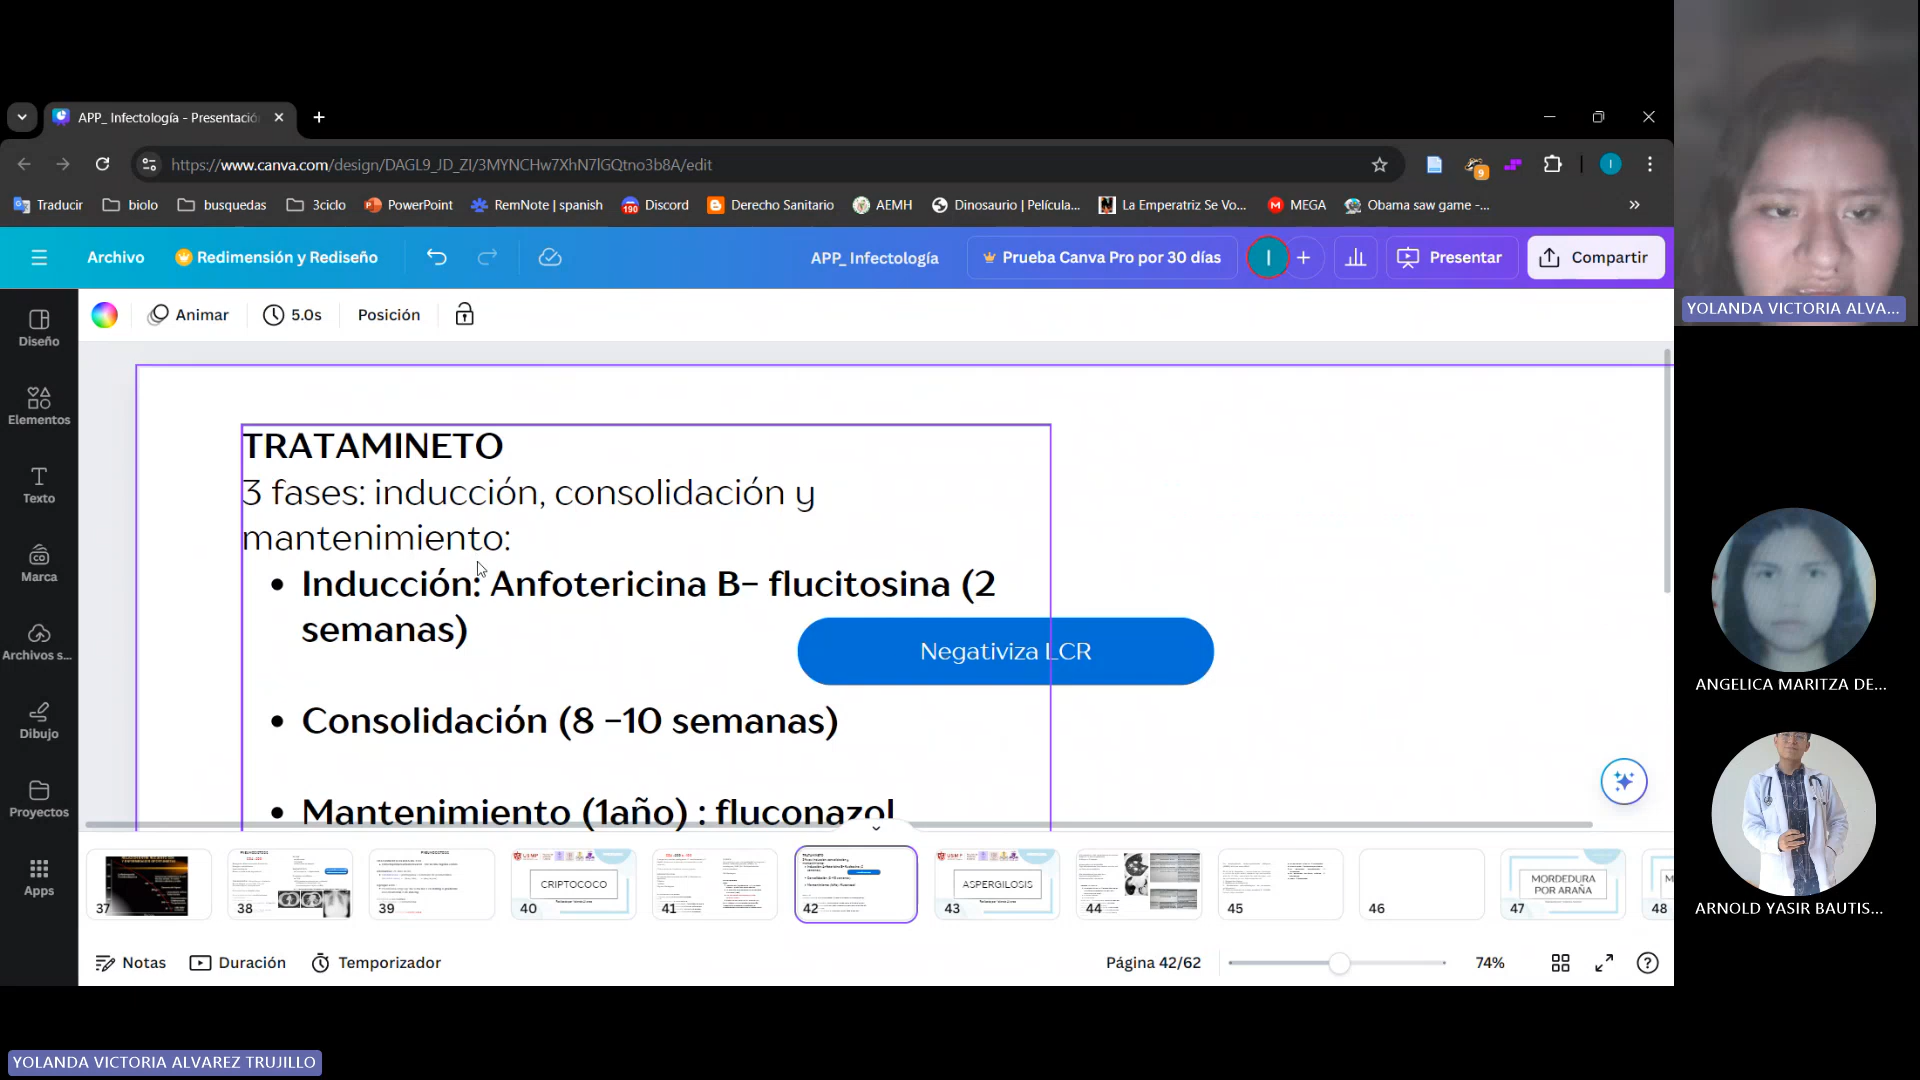 APP_ Infectología - Presentació
https://www.canva.com/design/DAGL9_JD_ZI/3MYNCHw7XhN7lGQtno3b8A/edit
9
I
Traducir
biolo
busquedas
3ciclo
PowerPoint
RemNote | spanish
190
Discord
Derecho Sanitario
AEMH
Dinosaurio | Película...
La Emperatriz Se Vo...
MEGA
Obama saw game -...
Archivo
Redimensión y Rediseño
APP_ Infectología
Prueba Canva Pro por 30 días
I
Presentar
Compartir
Animar
5.0s
Posición
Diseño
Elementos
Texto
Marca
Archivos s...
Dibujo
Proyectos
Apps
TRATAMINETO
3 fases: inducción, consolidación y
mantenimiento:
• Inducción: Anfotericina B- flucitosina (2
semanas)
Negativiza LCR
• Consolidación (8 -10 semanas)
• Mantenimiento (1año) : fluconazol
37
38
39
CRIPTOCOCO
40
41
42
ASPERGILOSIS
43
44
45
46
MORDEDURA
POR ARAÑA
47
48
Notas
Duración
Temporizador
Página 42/62
74%
YOLANDA VICTORIA ALVA...
ANGELICA MARITZA DE...
ARNOLD YASIR BAUTIS...
YOLANDA VICTORIA ALVAREZ TRUJILLO